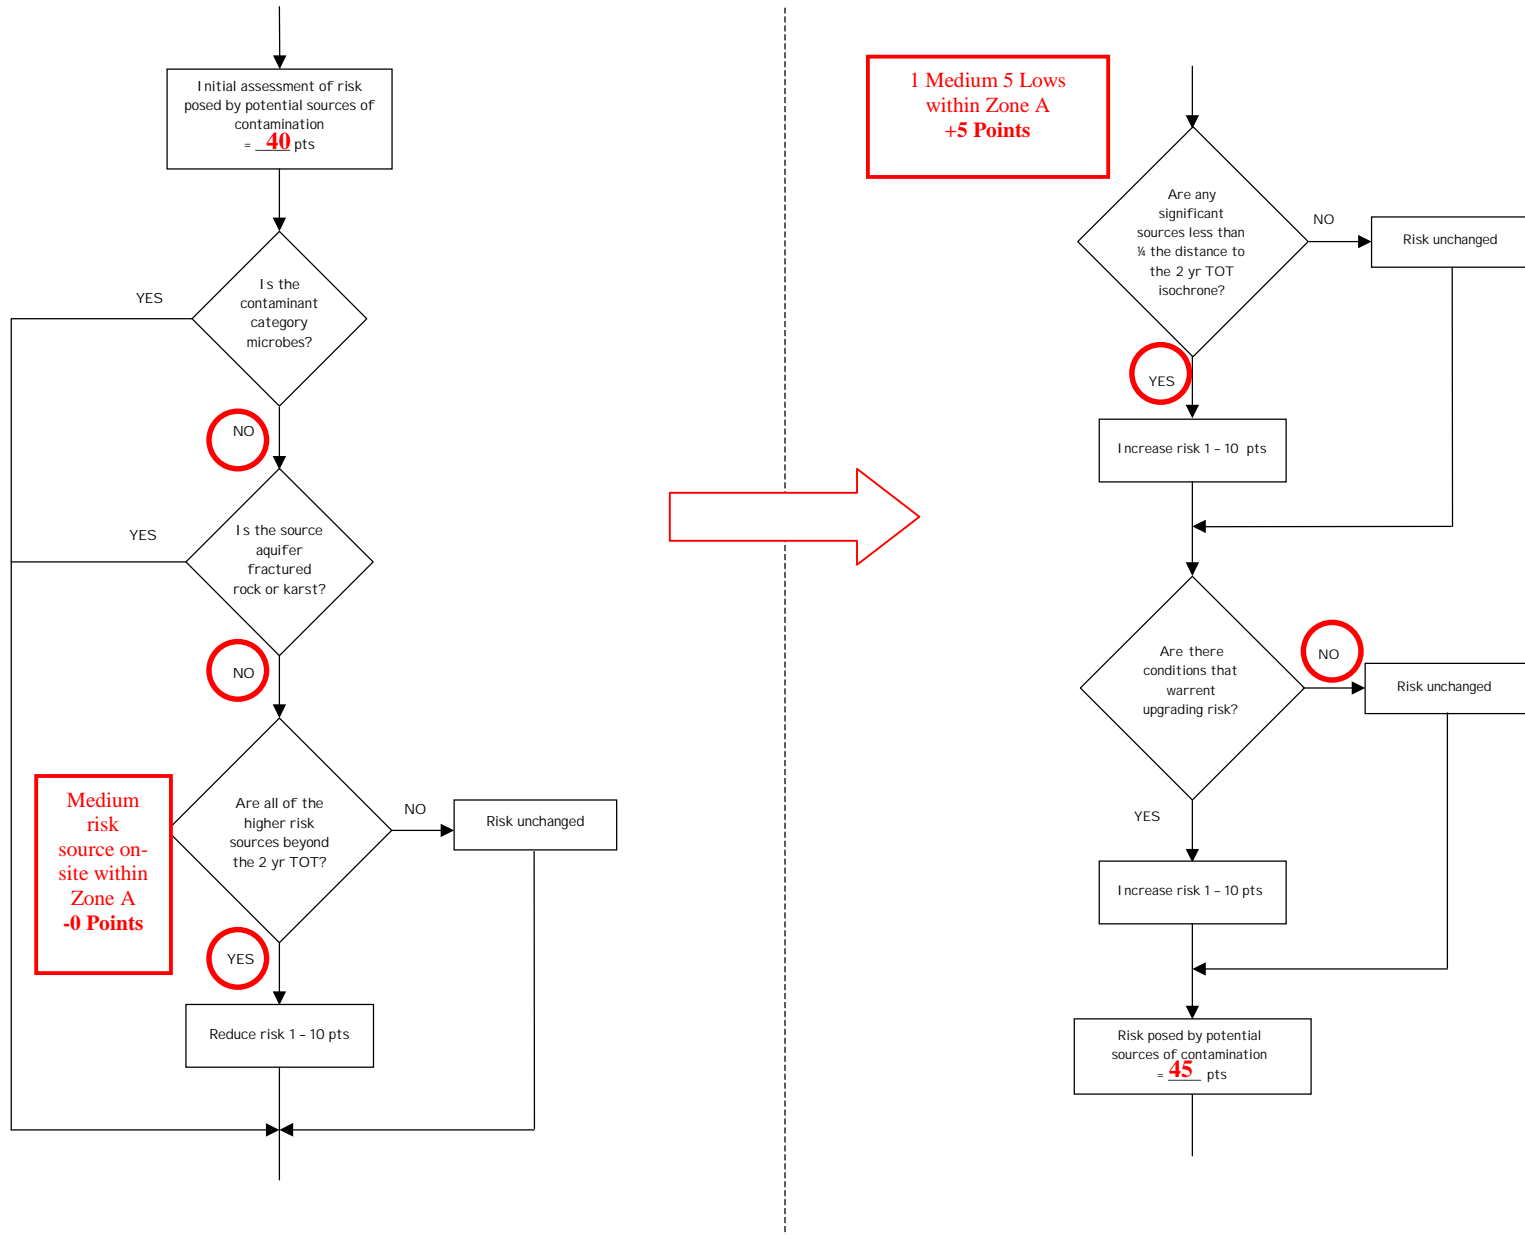 Initial assessment of risk
posed by potential sources of
contamination
= 40 pts
Is the
contaminant
category
microbes?
YES
NO
Is the source
aquifer
fractured
rock or karst?
YES
NO
Medium
risk
source on-
site within
Zone A
-0 Points
Are all of the
higher risk
sources beyond
the 2 yr TOT?
NO
Risk unchanged
YES
Reduce risk 1 – 10 pts
1 Medium 5 Lows
within Zone A
+5 Points
Are any
significant
sources less than
¼ the distance to
the 2 yr TOT
isochrone?
NO
Risk unchanged
YES
Increase risk 1 – 10 pts
Are there
conditions that
warrent
upgrading risk?
NO
Risk unchanged
YES
Increase risk 1 – 10 pts
Risk posed by potential
sources of contamination
= 45 pts